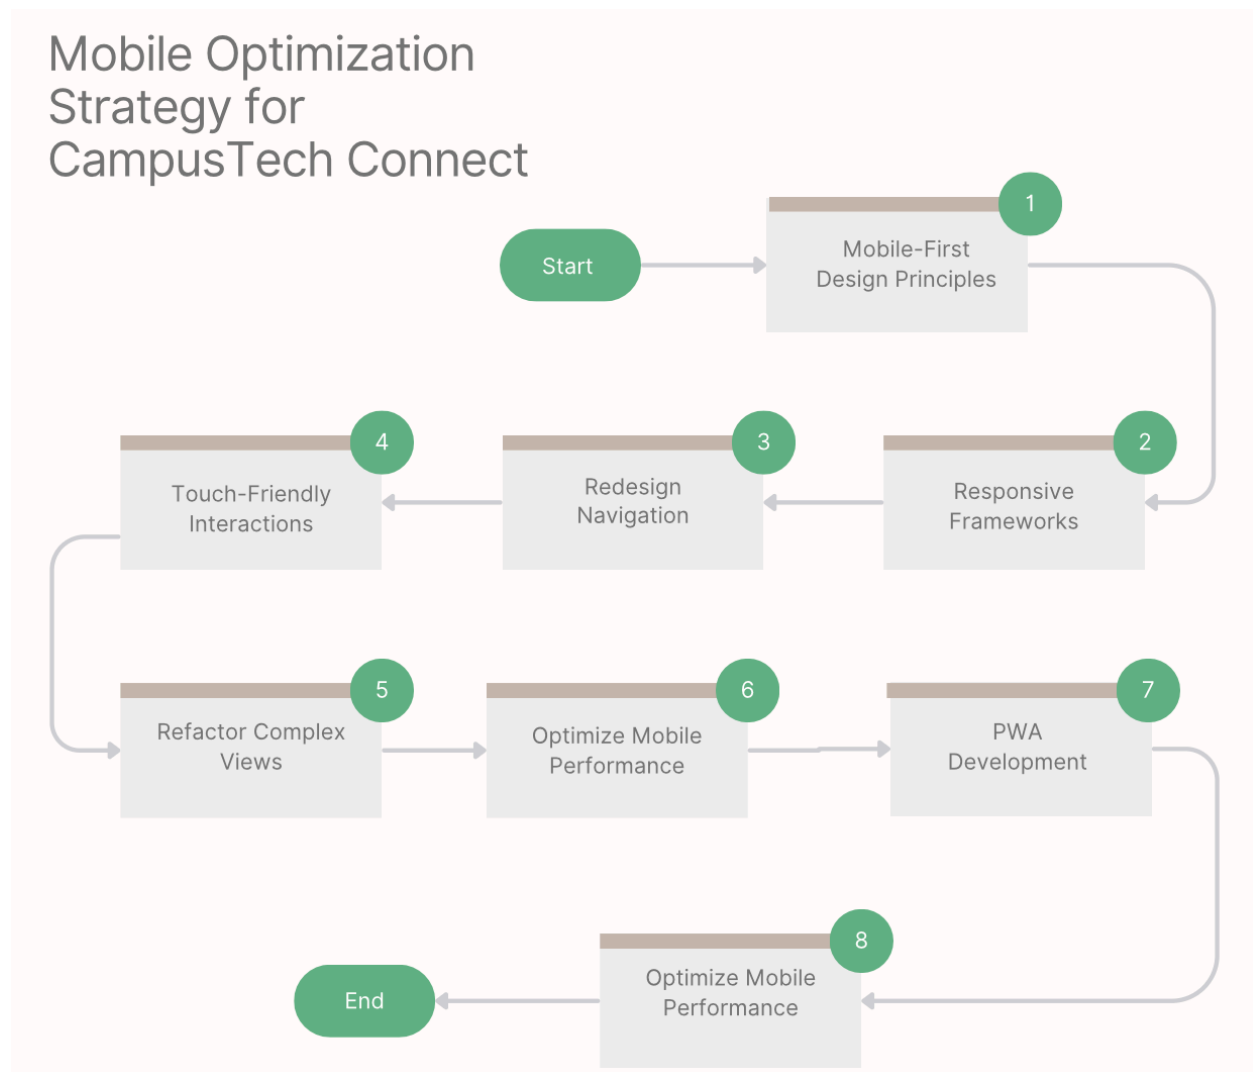 Mobile Optimization
Strategy for
CampusTech Connect
Start
1
Mobile-First
Design Principles
2
Responsive
Frameworks
3
Redesign
Navigation
4
Touch-Friendly
Interactions
5
Refactor Complex
Views
6
Optimize Mobile
Performance
7
PWA
Development
8
Optimize Mobile
Performance
End